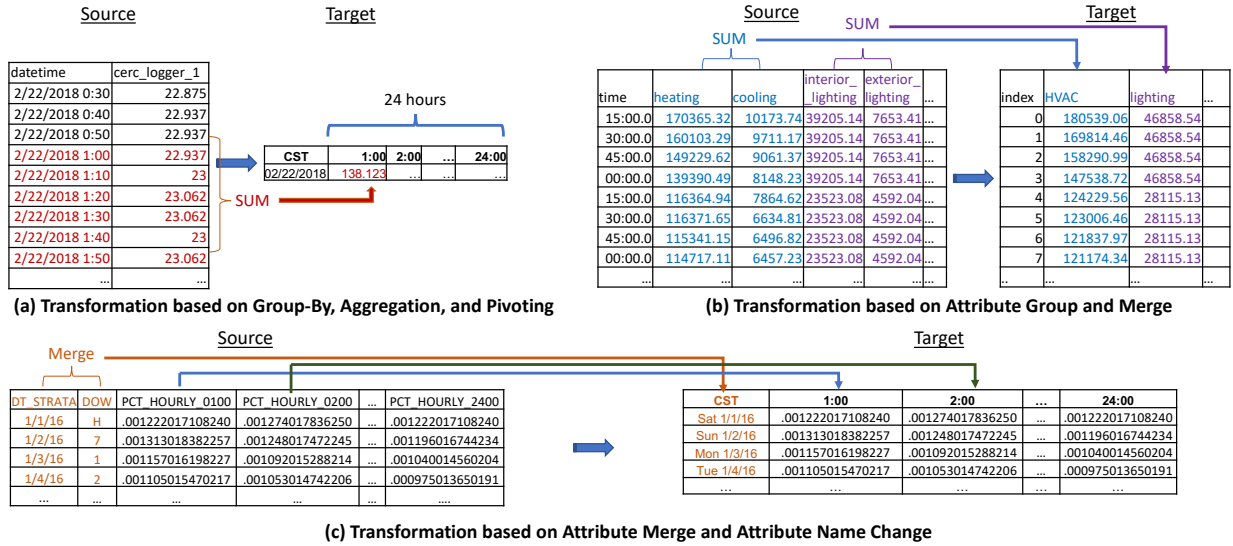 Source Target
datetime cerc_logger_1
2/22/2018 0:30 22.875
2/22/2018 0:40 22.937
2/22/2018 0:50 22.937
2/22/2018 1:00 22.937
2/22/2018 1:10 23
2/22/2018 1:20 23.062
2/22/2018 1:30 23.062
2/22/2018 1:40 23
2/22/2018 1:50 23.062
... ...
SUM
24 hours
CST 1:00 2:00 ... 24:00
02/22/2018 138.123 ... ... ...
(a) Transformation based on Group-By, Aggregation, and Pivoting
Source Target
SUM
SUM
time heating cooling interior_ _lighting exterior_ lighting ...
15:00.0 170365.32 10173.74 39205.14 7653.41 ...
30:00.0 160103.29 9711.17 39205.14 7653.41 ...
45:00.0 149229.62 9061.37 39205.14 7653.41 ...
00:00.0 139390.49 8148.23 39205.14 7653.41 ...
15:00.0 116364.94 7864.62 23523.08 4592.04 ...
30:00.0 116371.65 6634.81 23523.08 4592.04 ...
45:00.0 115341.15 6496.82 23523.08 4592.04 ...
00:00.0 114717.11 6457.23 23523.08 4592.04 ...
... ... ... ... ...
index HVAC lighting ...
0 180539.06 46858.54
1 169814.46 46858.54
2 158290.99 46858.54
3 147538.72 46858.54
4 124229.56 28115.13
5 123006.46 28115.13
6 121837.97 28115.13
7 121174.34 28115.13
.. ... ...
(b) Transformation based on Attribute Group and Merge
Source Target
Merge
DT_STRATA DOW PCT_HOURLY_0100 PCT_HOURLY_0200 ... PCT_HOURLY_2400
1/1/16 H .001222017108240 .001274017836250 ... .001222017108240
1/2/16 7 .001313018382257 .001248017472245 ... .001196016744234
1/3/16 1 .001157016198227 .001092015288214 ... .001040014560204
1/4/16 2 .001105015470217 .001053014742206 ... .000975013650191
... ... ... ... ....
CST 1:00 2:00 ... 24:00
Sat 1/1/16 .001222017108240 .001274017836250 ... .001222017108240
Sun 1/2/16 .001313018382257 .001248017472245 ... .001196016744234
Mon 1/3/16 .001157016198227 .001092015288214 ... .001040014560204
Tue 1/4/16 .001105015470217 .001053014742206 ... .000975013650191
... ... ... ... ...
(c) Transformation based on Attribute Merge and Attribute Name Change